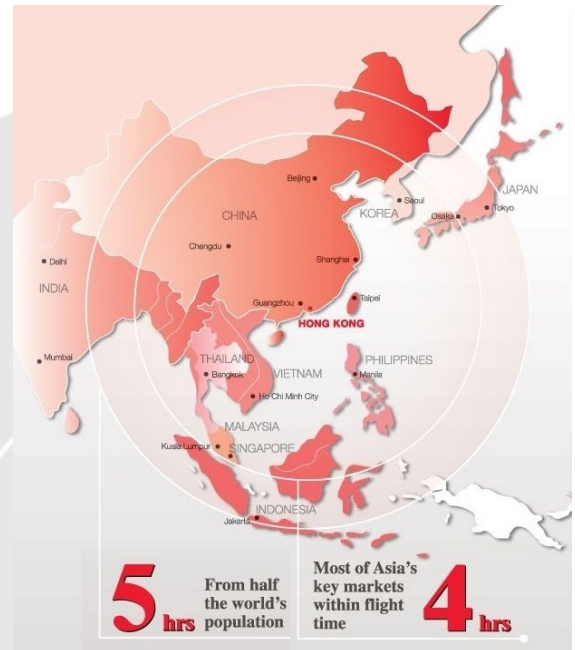 Beijing
CHINA
KOREA
Seoul
JAPAN
Osaka
Tokyo
Chengdu
Shanghai
Delhi
INDIA
Guangzhou
Taipei
HONG KONG
Mumbai
THAILAND
Bangkok
VIETNAM
PHILIPPINES
Manila
Ho Chi Minh City
MALAYSIA
Kuala Lumpur
SINGAPORE
INDONESIA
Jakarta
5 hrs
From half
the world's
population
Most of Asia's
key markets
within flight
time
4 hrs